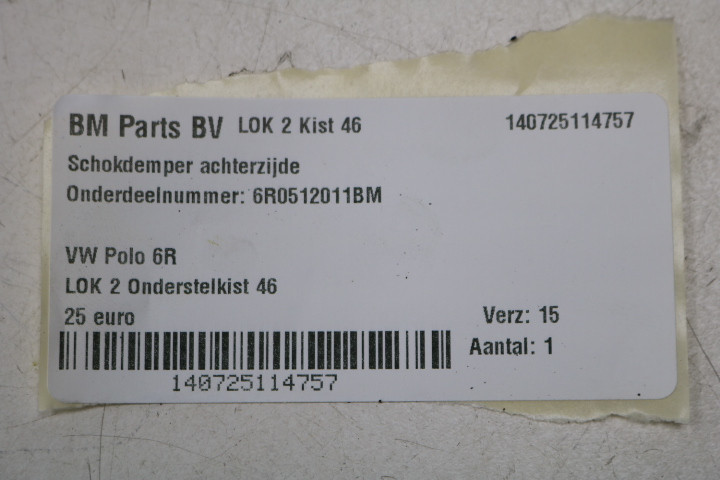 BM Parts BV LOK 2 Kist 46 140725114757
Schokdemper achterzijde
Onderdeelnummer: 6R0512011BM
VW Polo 6R
LOK 2 Onderstelkist 46
25 euro Verz: 15
Aantal: 1
140725114757